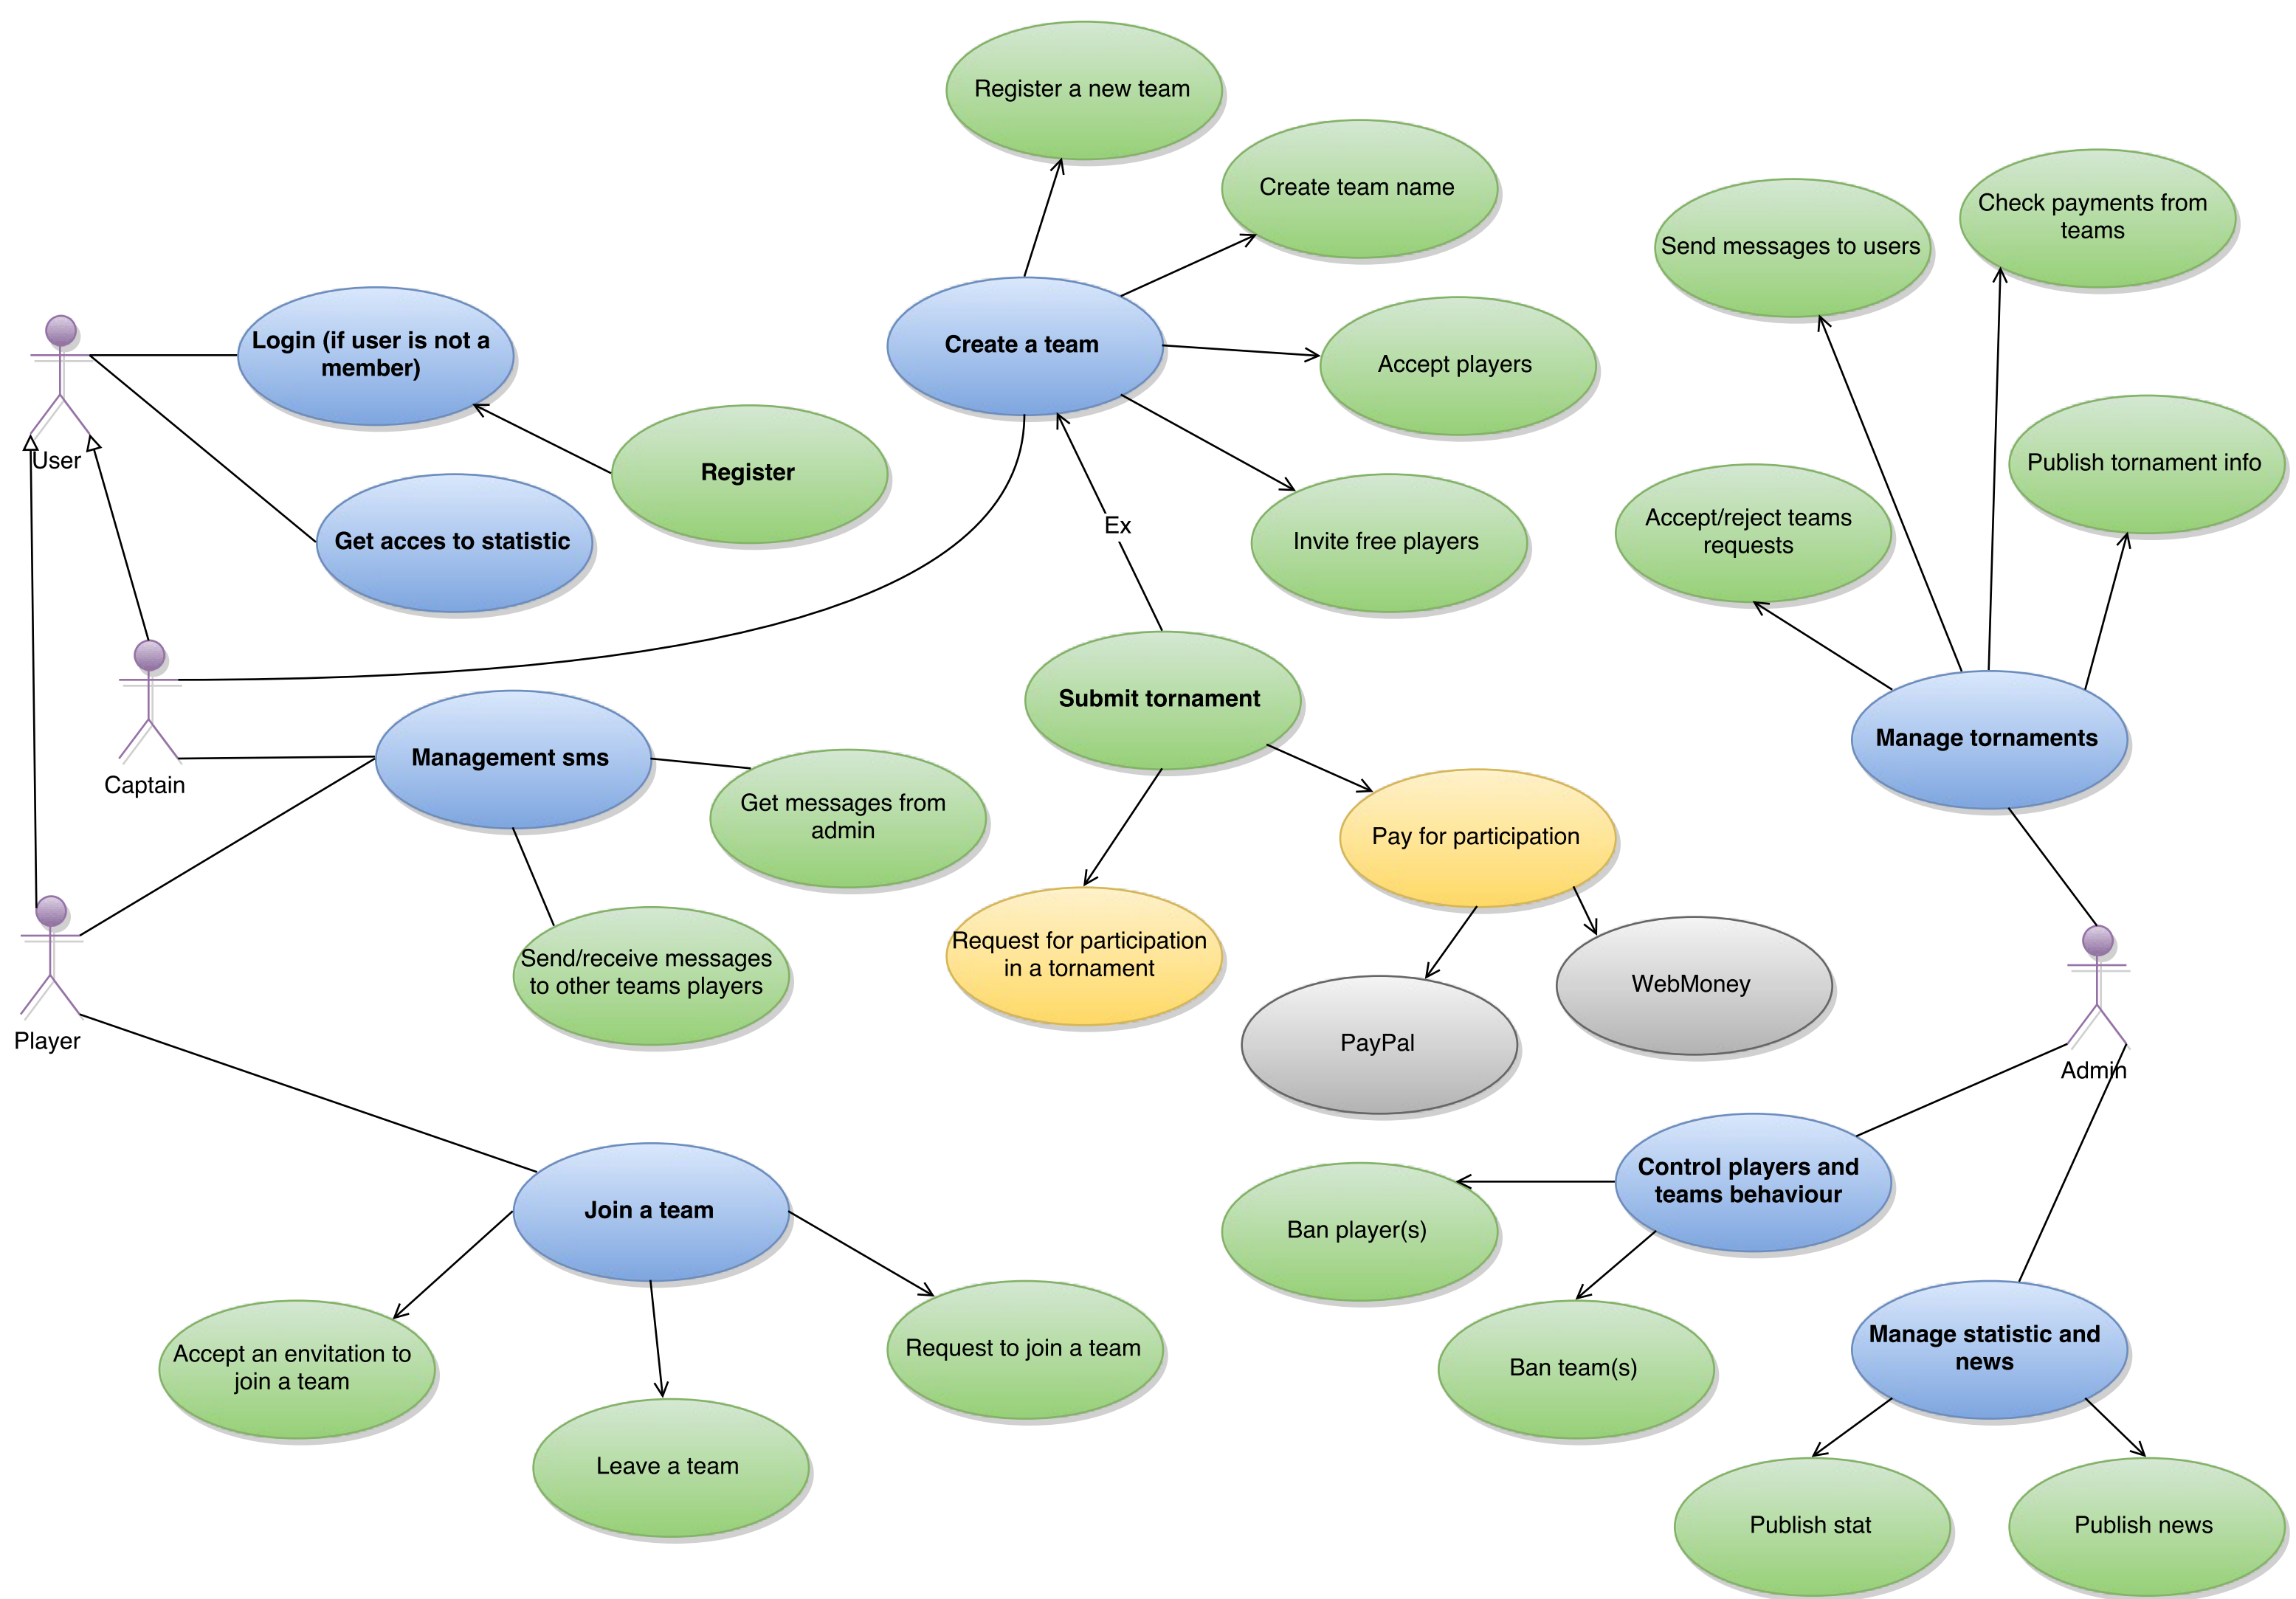 Register a new team
Create team name
Check payments from
teams
Send messages to users
Login (if user is not a
member)
Create a team
Accept players
User
Register
Publish tornament info
Get acces to statistic
Ex
Invite free players
Accept/reject teams
requests
Submit tornament
Manage tornaments
Management sms
Captain
Get messages from
admin
Pay for participation
Request for participation
in a tornament
Send/receive messages
to other teams players
WebMoney
Player
PayPal
Admin
Control players and
teams behaviour
Join a team
Ban player(s)
Accept an envitation to
join a team
Request to join a team
Ban team(s)
Manage statistic and
news
Leave a team
Publish stat
Publish news